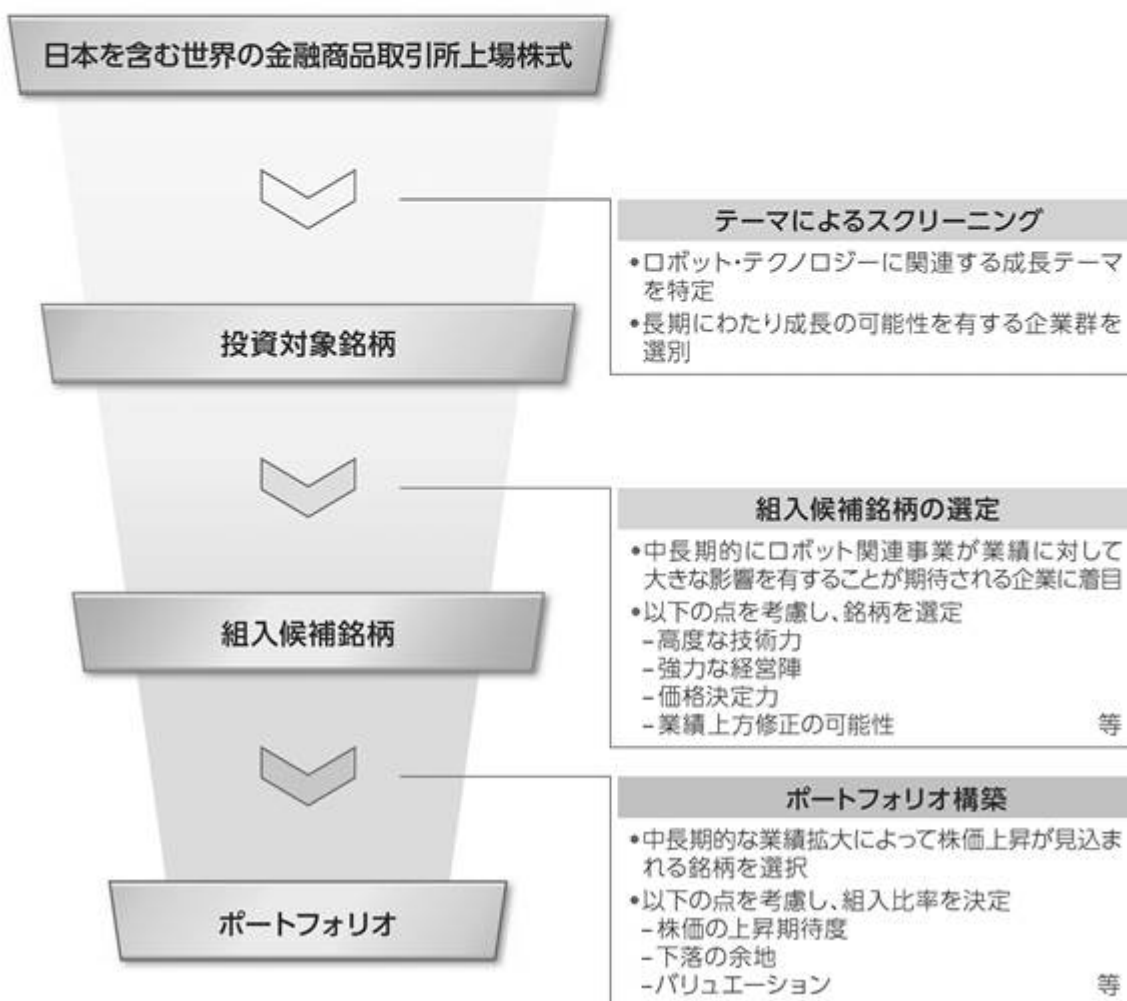 日本を含む世界の金融商品取引所上場株式
テーマによるスクリーニング
•ロボット・テクノロジーに関連する成長テーマ
を特定
•長期にわたり成長の可能性を有する企業群を
選別
投資対象銘柄
組入候補銘柄の選定
•中長期的にロボット関連事業が業績に対して
大きな影響を有することが期待される企業に着目
•以下の点を考慮し、銘柄を選定
–高度な技術力
–強力な経営陣
–価格決定力
–業績上方修正の可能性 等
組入候補銘柄
ポートフォリオ構築
•中長期的な業績拡大によって株価上昇が見込ま
れる銘柄を選択
•以下の点を考慮し、組入比率を決定
–株価の上昇期待度
–下落の余地
–バリュエーション 等
ポートフォリオ